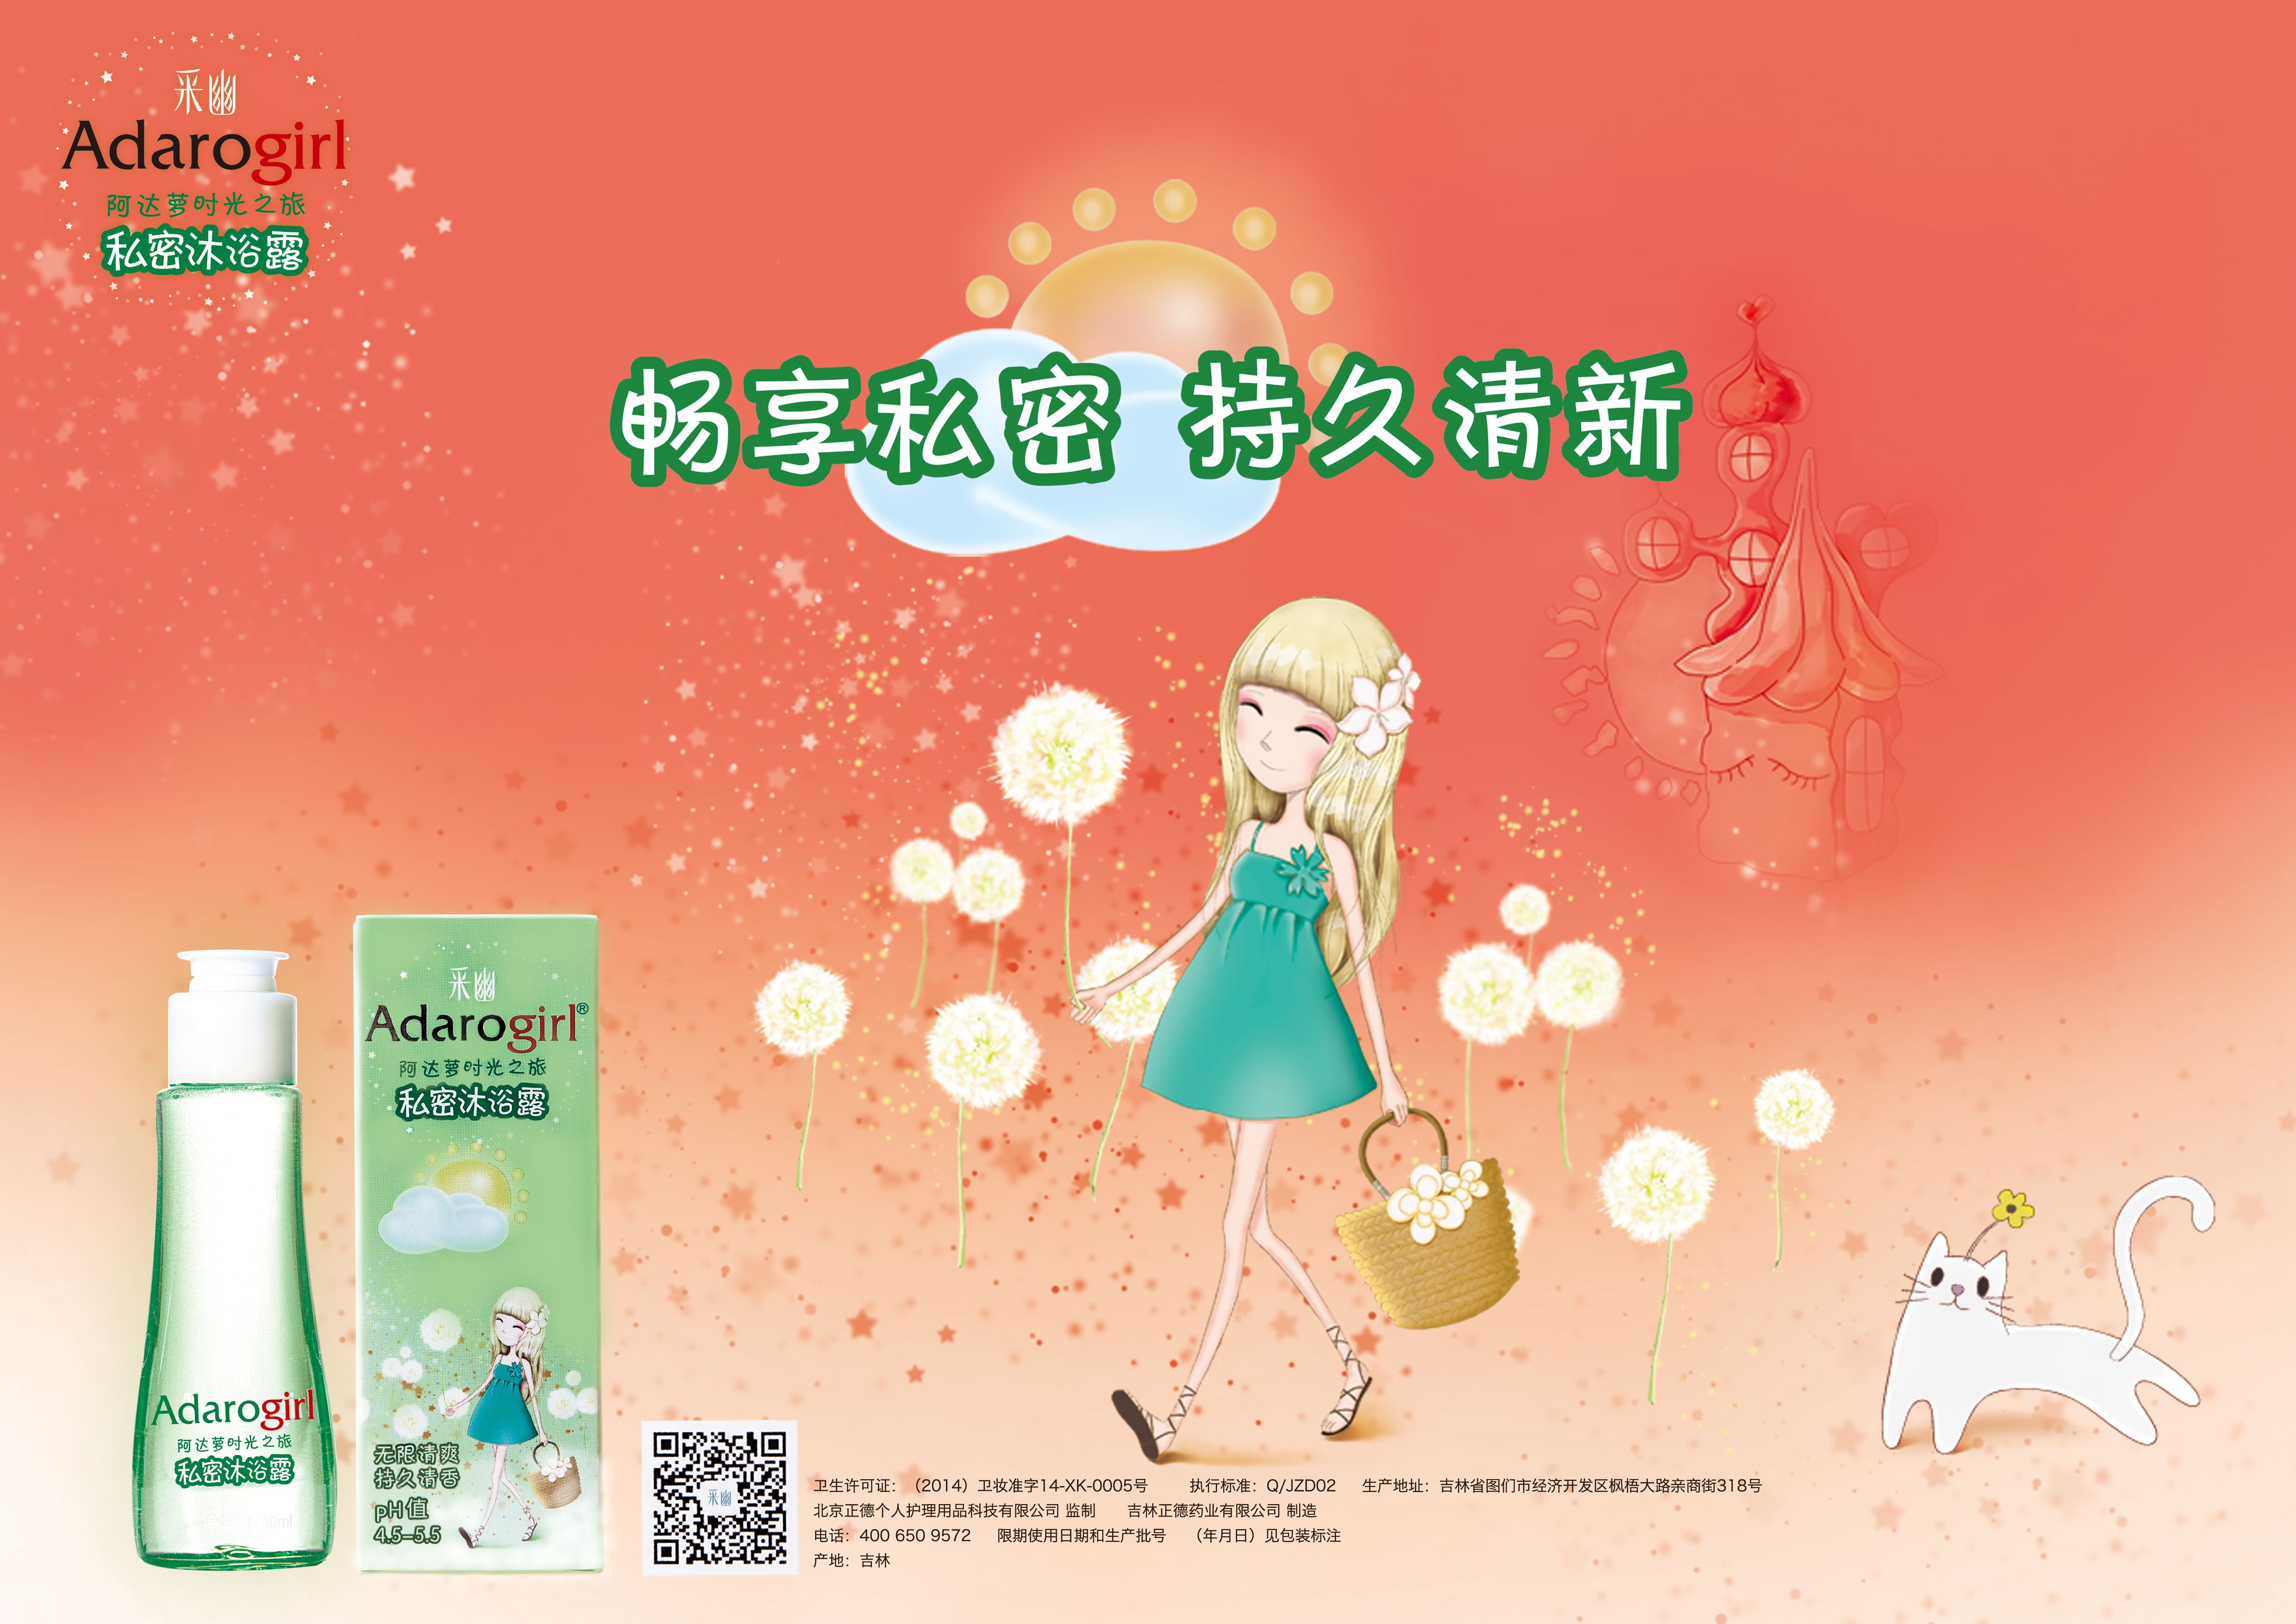 采幽
Adarogirl
阿达萝时光之旅
私密沐浴露
畅享私密 持久清新
采幽
Adarogirl®
阿达萝时光之旅
私密沐浴露
无限清爽
持久清香
pH值
4.5-5.5
Adarogirl
阿达萝时光之旅
私密沐浴露
采幽
卫生许可证：（2014）卫妆准字14-XK-0005号 执行标准：Q/JZD02 生产地址：吉林省图们市经济开发区枫梧大路亲商街318号
北京正德个人护理用品科技有限公司 监制 吉林正德药业有限公司 制造
电话：400 650 9572 限期使用日期和生产批号 （年月日）见包装标注
产地：吉林